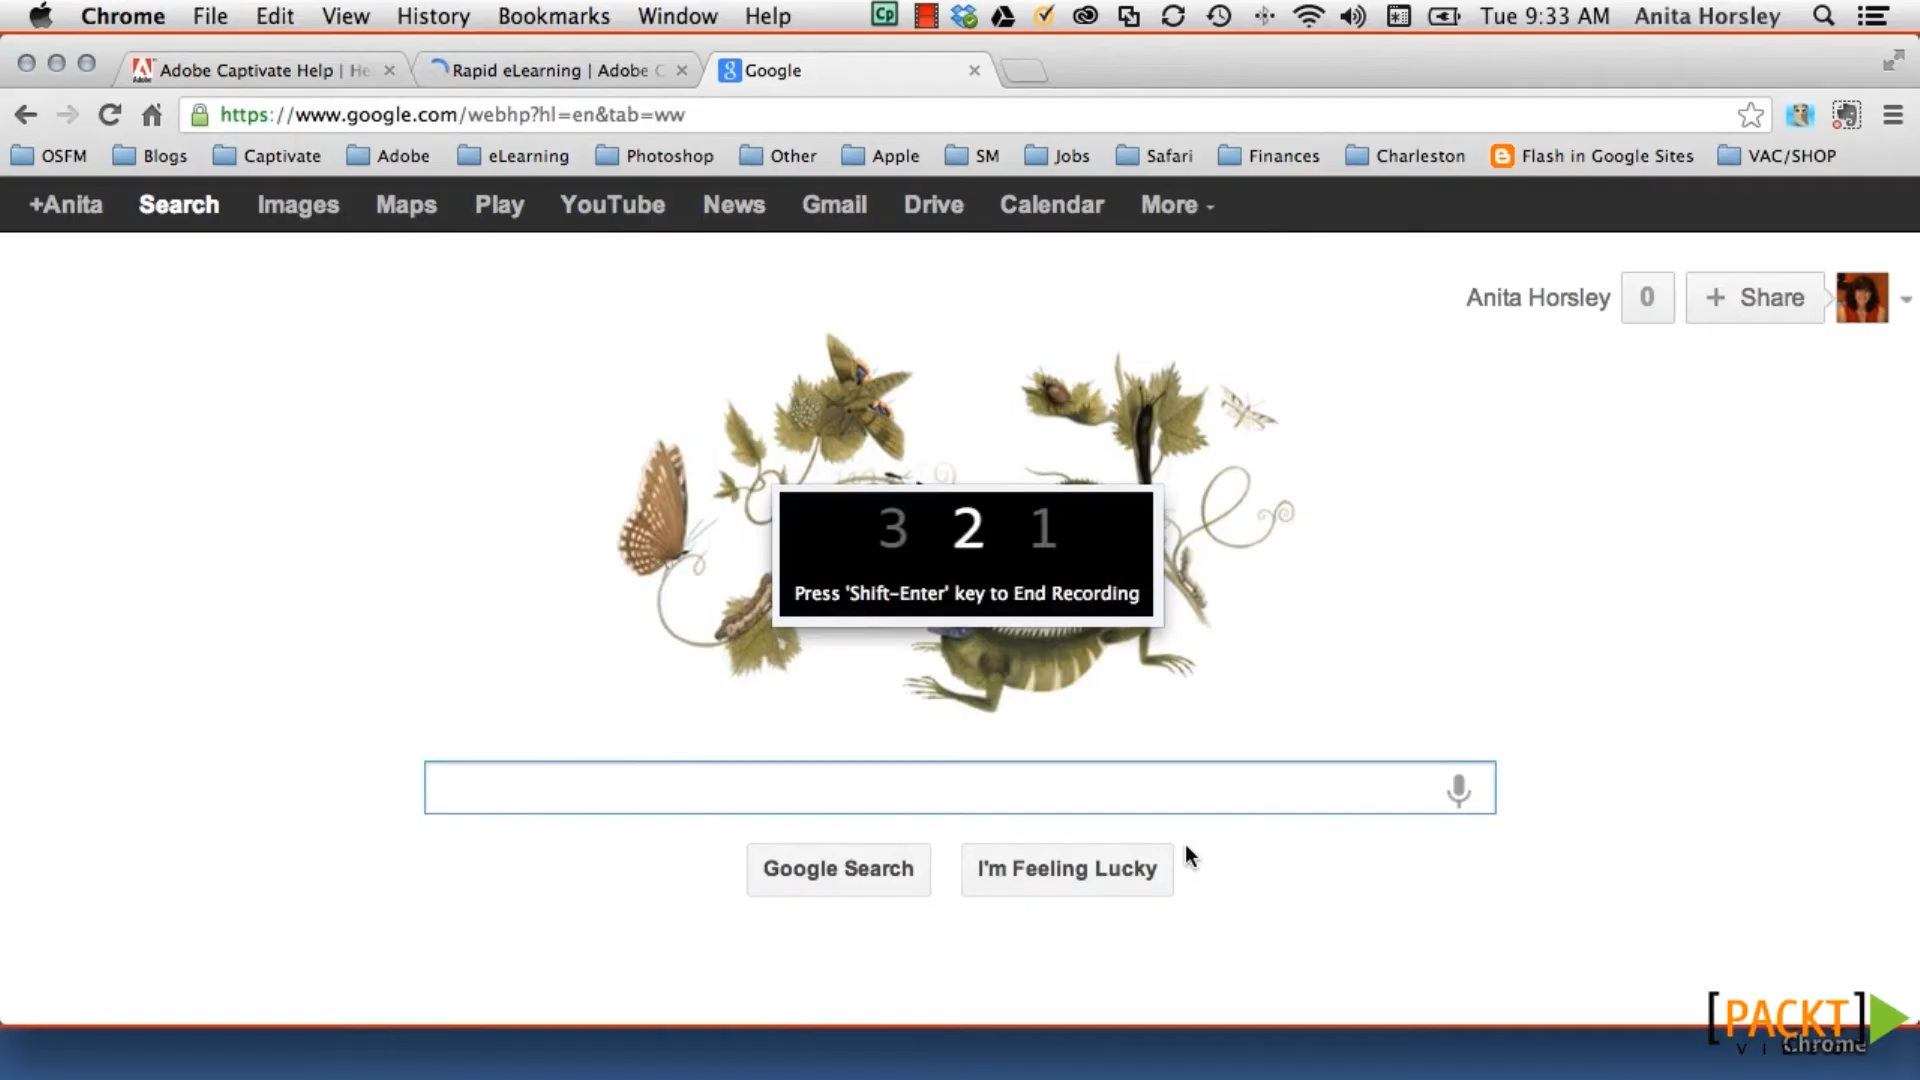 Chrome File Edit View History Bookmarks Window Help Cp Tue 9:33 AM Anita Horsley
Adobe Captivate Help | He Rapid eLearning | Adobe C Google
https://www.google.com/webhp?hl=en&tab=ww
OSFM Blogs Captivate Adobe eLearning Photoshop Other Apple SM Jobs Safari Finances Charleston Flash in Google Sites VAC/SHOP
+Anita Search Images Maps Play YouTube News Gmail Drive Calendar More
Anita Horsley 0 + Share
3 2 1
Press 'Shift-Enter' key to End Recording
Google Search I'm Feeling Lucky
[PACKT]
Chrome